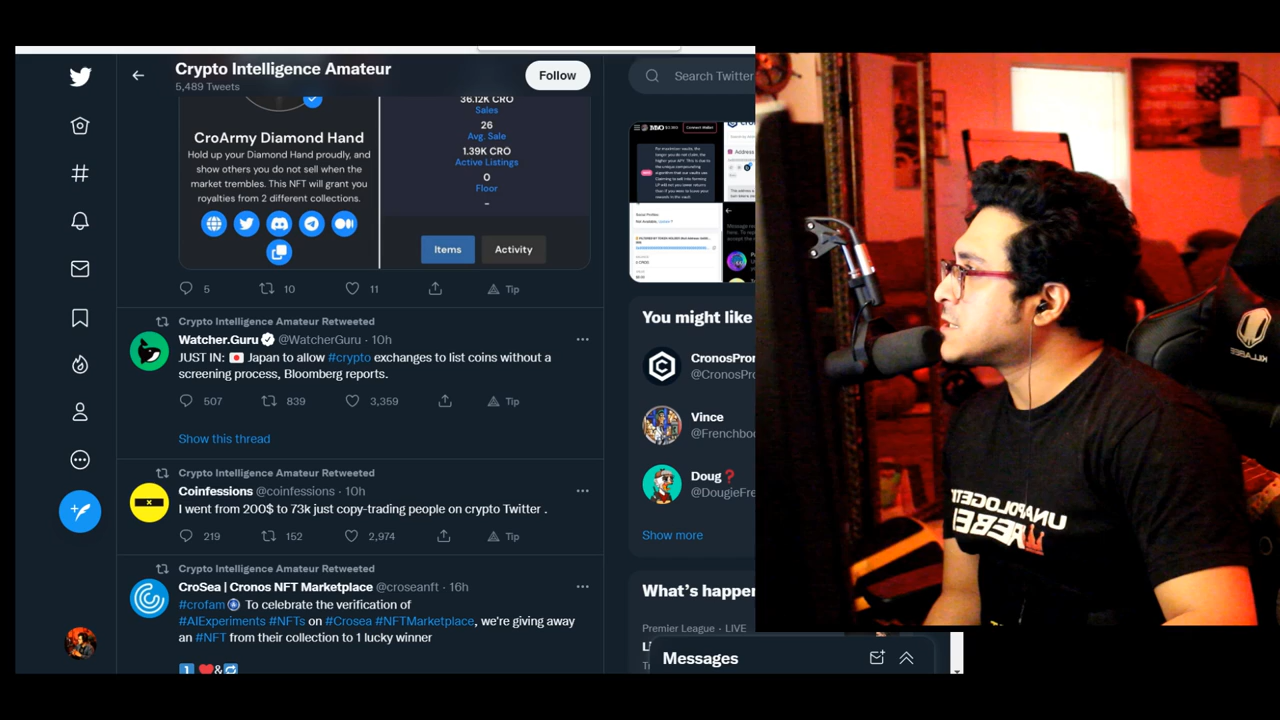 Crypto Intelligence Amateur
5,489 Tweets
Follow
Search Twitter
CroArmy Diamond Hand
Hold up your Diamond Hand proudly, and
show others you do not sell when the
market trembles. This NFT will grant you
royalties from 2 different collections.
36.12K CRO
Sales
26
Avg. Sale
1.39K CRO
Active Listings
0
Floor
-
Items
Activity
5
10
11
Tip
Crypto Intelligence Amateur Retweeted
Watcher.Guru @WatcherGuru · 10h
JUST IN: 🇯🇵 Japan to allow #crypto exchanges to list coins without a
screening process, Bloomberg reports.
507
839
3,359
Tip
Show this thread
Crypto Intelligence Amateur Retweeted
Coinfessions @coinfessions · 10h
I went from 200$ to 73k just copy-trading people on crypto Twitter .
219
152
2,974
Tip
Crypto Intelligence Amateur Retweeted
CroSea | Cronos NFT Marketplace @croseanft · 16h
#crofam To celebrate the verification of
#AIExperiments #NFTs on #Crosea #NFTMarketplace, we're giving away
an #NFT from their collection to 1 lucky winner
1️⃣ ❤️&🔁
You might like
CronosPro
@CronosPro
Vince
@Frenchbo
Doug❓
@DougieFre
Show more
What's happe
Premier League · LIVE
Messages
UNAPOLOGET
REBEL
KILLABEE